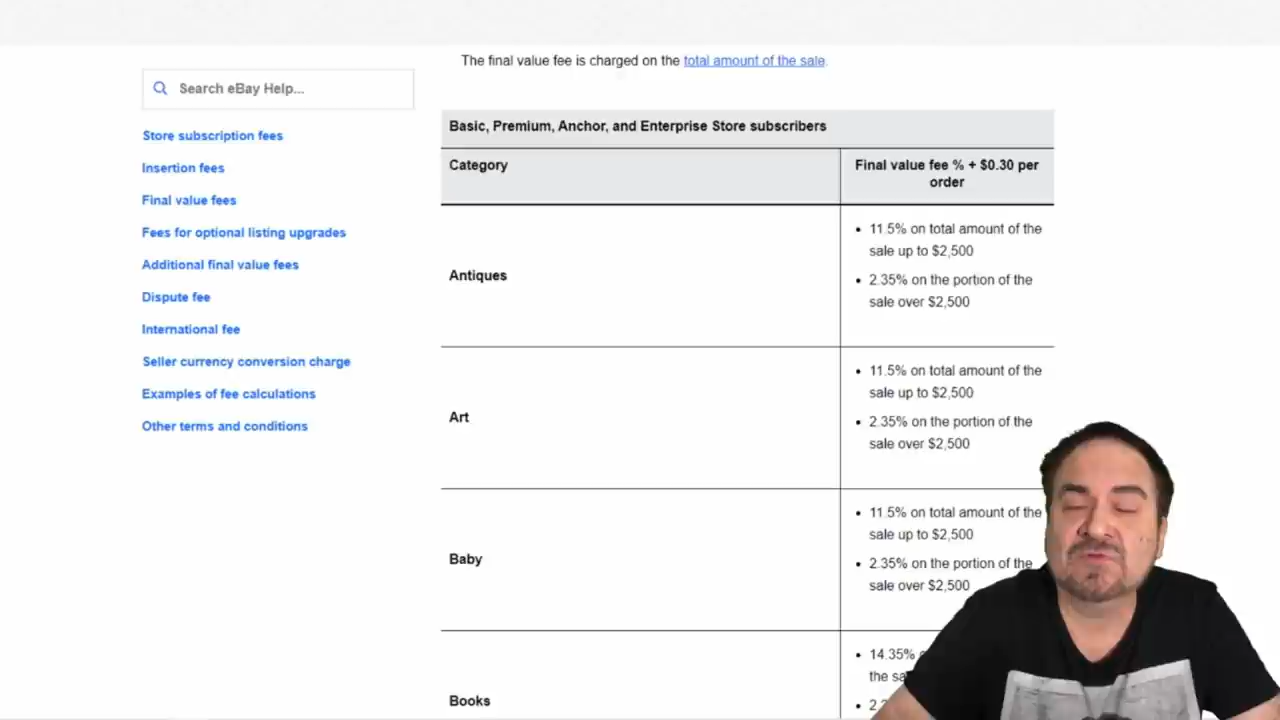 The final value fee is charged on the total amount of the sale.
Search eBay Help...
Store subscription fees
Insertion fees
Final value fees
Fees for optional listing upgrades
Additional final value fees
Dispute fee
International fee
Seller currency conversion charge
Examples of fee calculations
Other terms and conditions
Basic, Premium, Anchor, and Enterprise Store subscribers
Category
Final value fee % + $0.30 per
order
Antiques
• 11.5% on total amount of the
sale up to $2,500
• 2.35% on the portion of the
sale over $2,500
Art
• 11.5% on total amount of the
sale up to $2,500
• 2.35% on the portion of the
sale over $2,500
Baby
• 11.5% on total amount of the
sale up to $2,500
• 2.35% on the portion of the
sale over $2,500
Books
• 14.35%
the